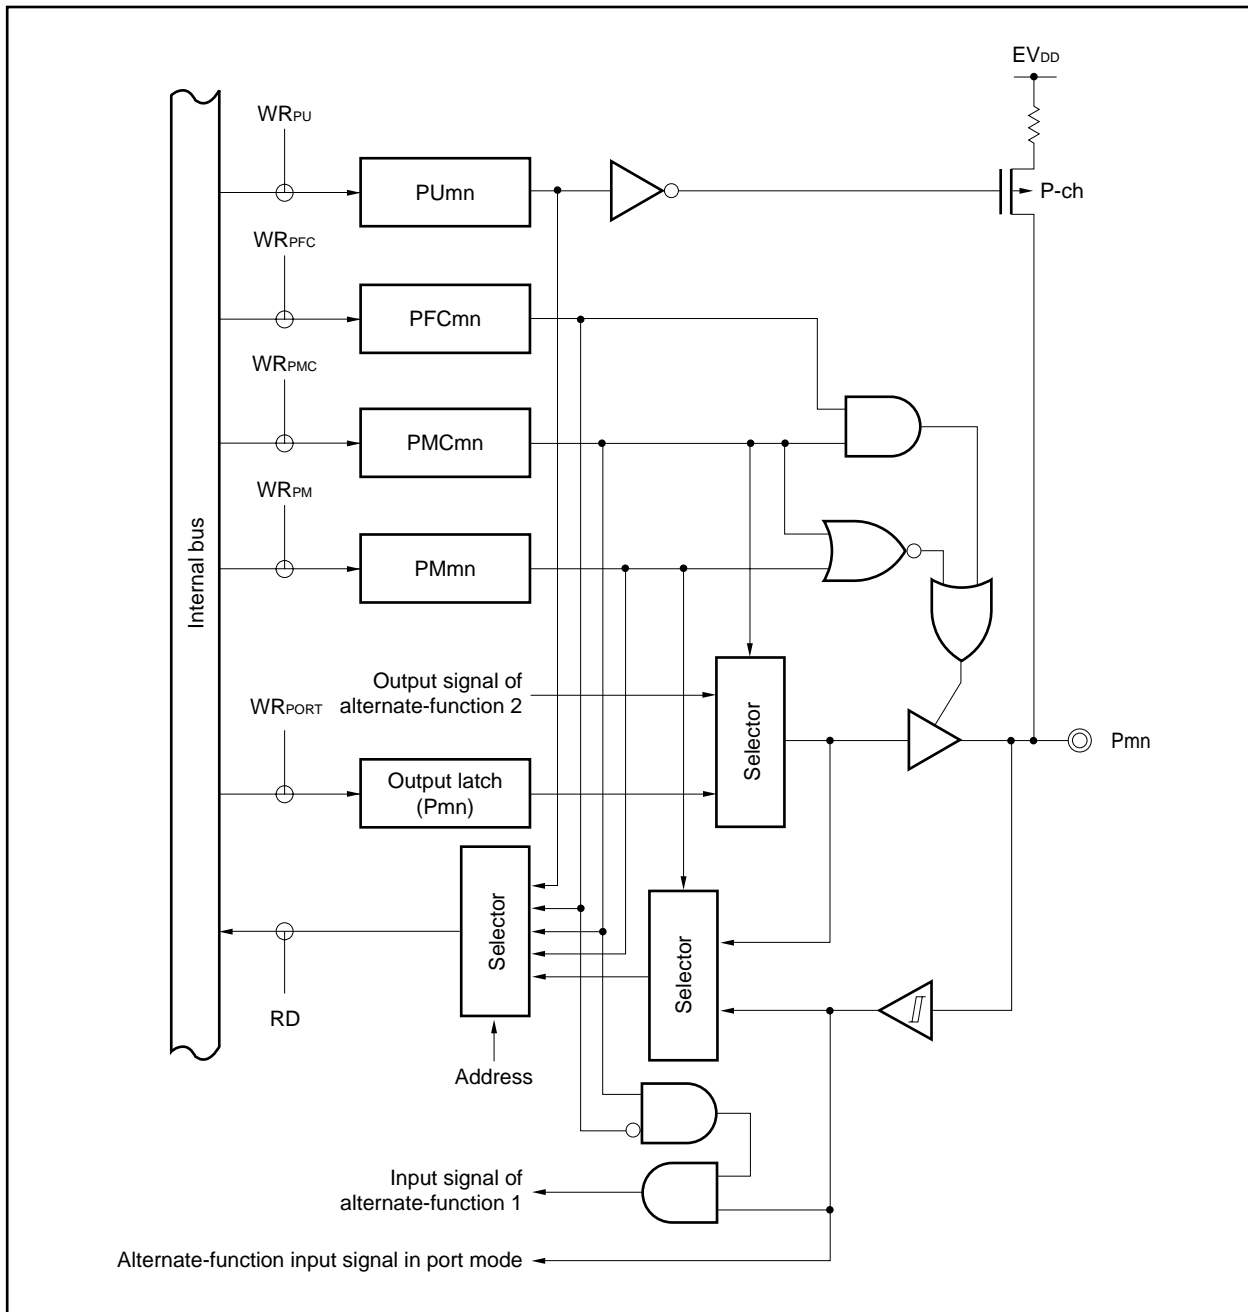 EVDD
WRPU
PUmn
P-ch
WRPFC
PFCmn
WRPMC
PMCmn
WRPM
PMmn
Internal bus
Output signal of
alternate-function 2
WRPORT
Output latch
(Pmn)
Selector
Pmn
Selector
Selector
RD
Address
Input signal of
alternate-function 1
Alternate-function input signal in port mode